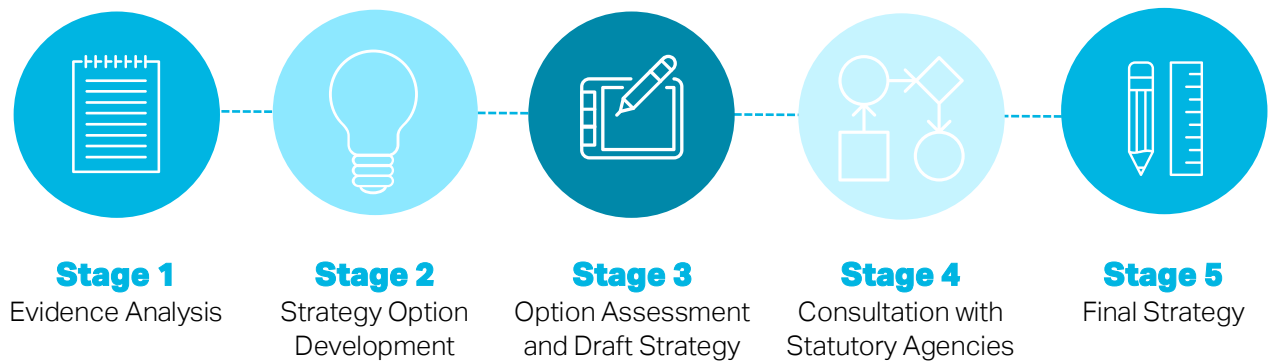 Stage 1
Evidence Analysis
Stage 2
Strategy Option
Development
Stage 3
Option Assessment
and Draft Strategy
Stage 4
Consultation with
Statutory Agencies
Stage 5
Final Strategy